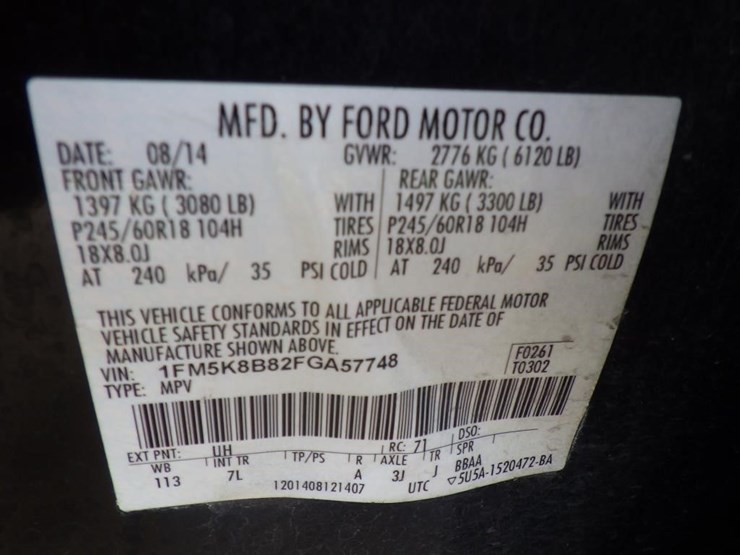 MFD. BY FORD MOTOR CO.
DATE: 08/14 GVWR: 2776 KG ( 6120 LB)
FRONT GAWR: REAR GAWR:
1397 KG ( 3080 LB) WITH 1497 KG ( 3300 LB) WITH
P245/60R18 104H TIRES P245/60R18 104H TIRES
18X8.0J RIMS 18X8.0J RIMS
AT 240 kPa/ 35 PSI COLD AT 240 kPa/ 35 PSI COLD
THIS VEHICLE CONFORMS TO ALL APPLICABLE FEDERAL MOTOR
VEHICLE SAFETY STANDARDS IN EFFECT ON THE DATE OF
MANUFACTURE SHOWN ABOVE.
VIN: 1FM5K8B82FGA57748 F0261
TYPE: MPV T0302
EXT PNT: UH RC: 71 DSO:
WB INT TR TP/PS R AXLE TR SPR
113 7L A 3J J BBAA
1201408121407 UTC ▽5U5A-1520472-BA